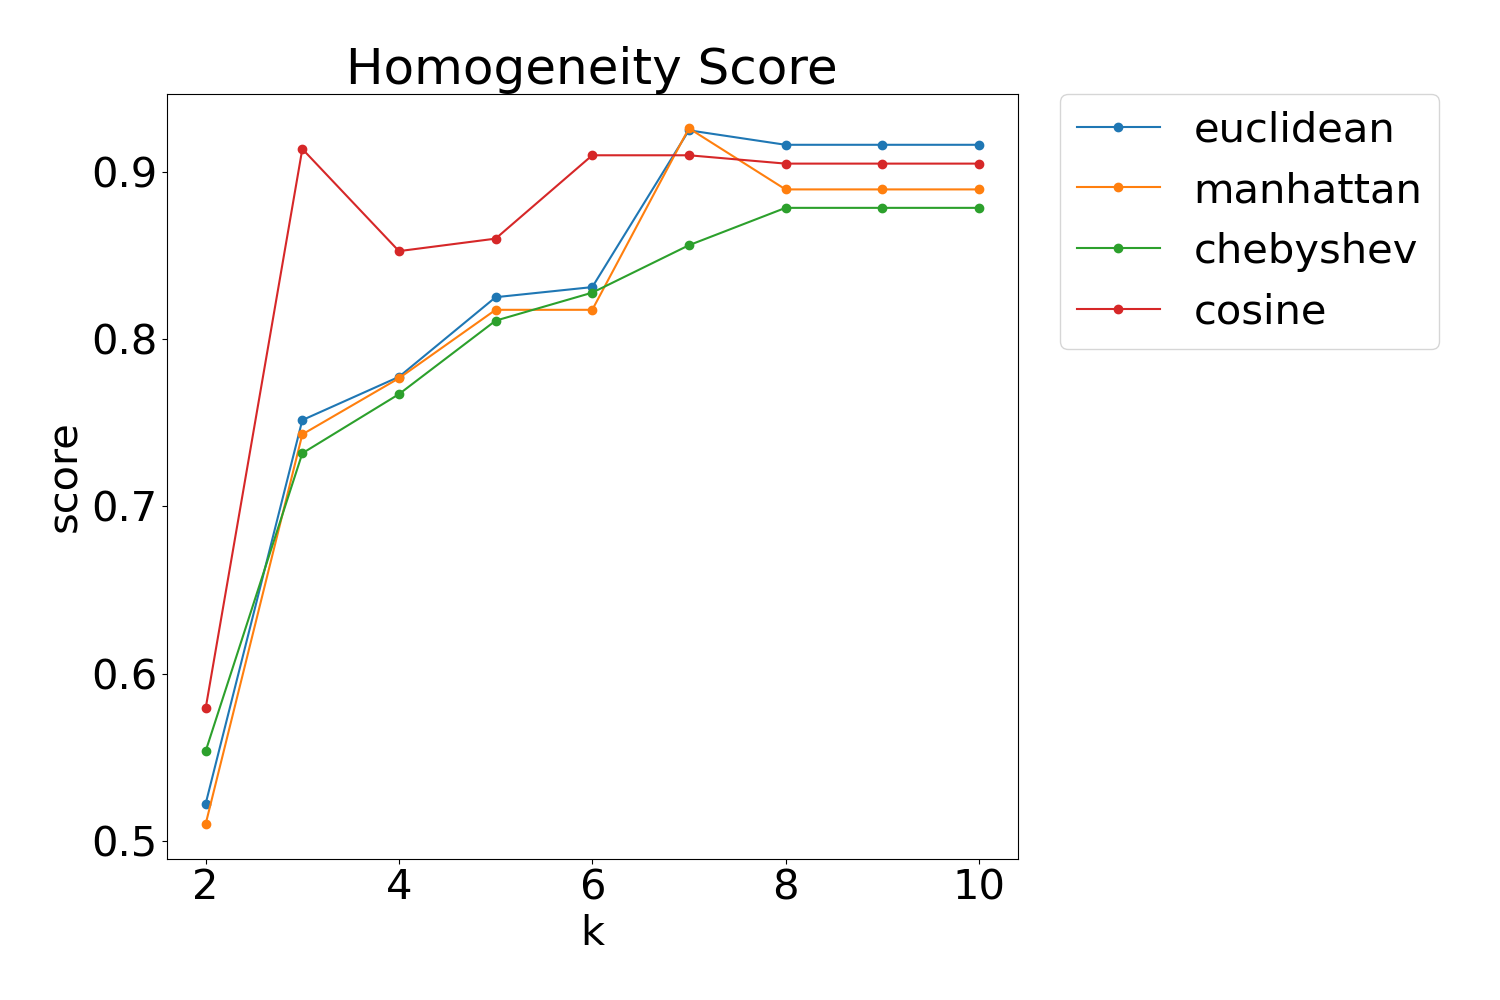 Homogeneity Score
euclidean
manhattan
chebyshev
cosine
0.9
0.8
0.7
0.6
0.5
score
2 4 6 8 10
k